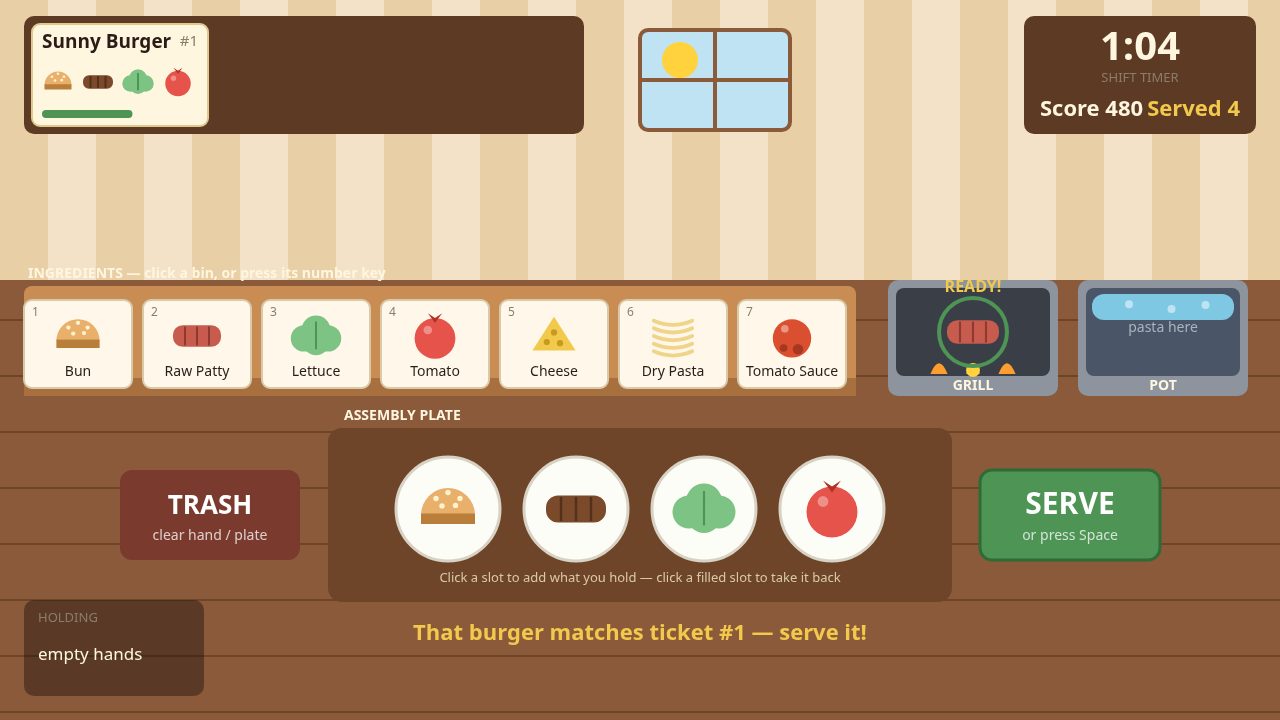 Sunny Burger #1
1:04
SHIFT TIMER
Score 480 Served 4
INGREDIENTS — click a bin, or press its number key
1 Bun
2 Raw Patty
3 Lettuce
4 Tomato
5 Cheese
6 Dry Pasta
7 Tomato Sauce
READY!
GRILL
pasta here
POT
ASSEMBLY PLATE
TRASH
clear hand / plate
Click a slot to add what you hold — click a filled slot to take it back
SERVE
or press Space
HOLDING
empty hands
That burger matches ticket #1 — serve it!